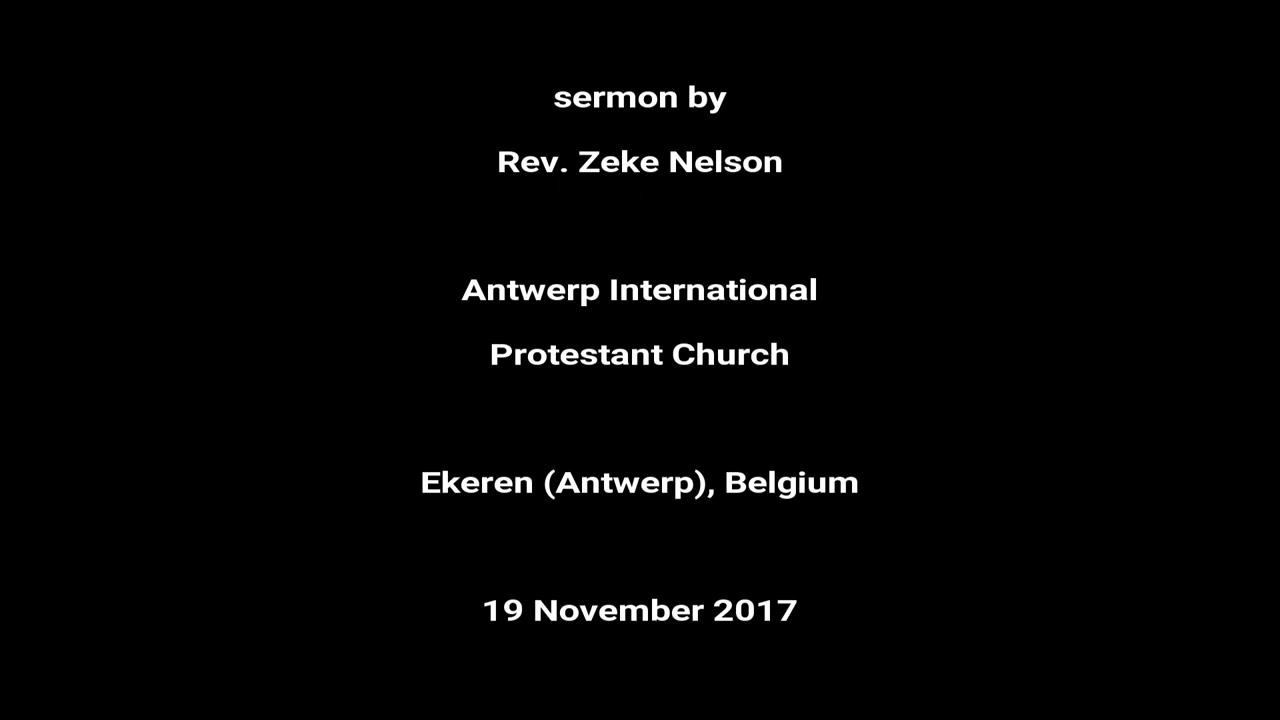 sermon by
Rev. Zeke Nelson
Antwerp International
Protestant Church
Ekeren (Antwerp), Belgium
19 November 2017